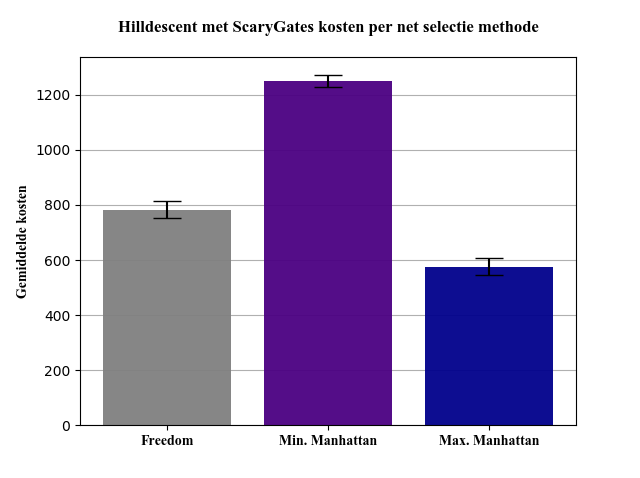 Hilldescent met ScaryGates kosten per net selectie methode
Gemiddelde kosten
1200
1000
800
600
400
200
0
Freedom Min. Manhattan Max. Manhattan